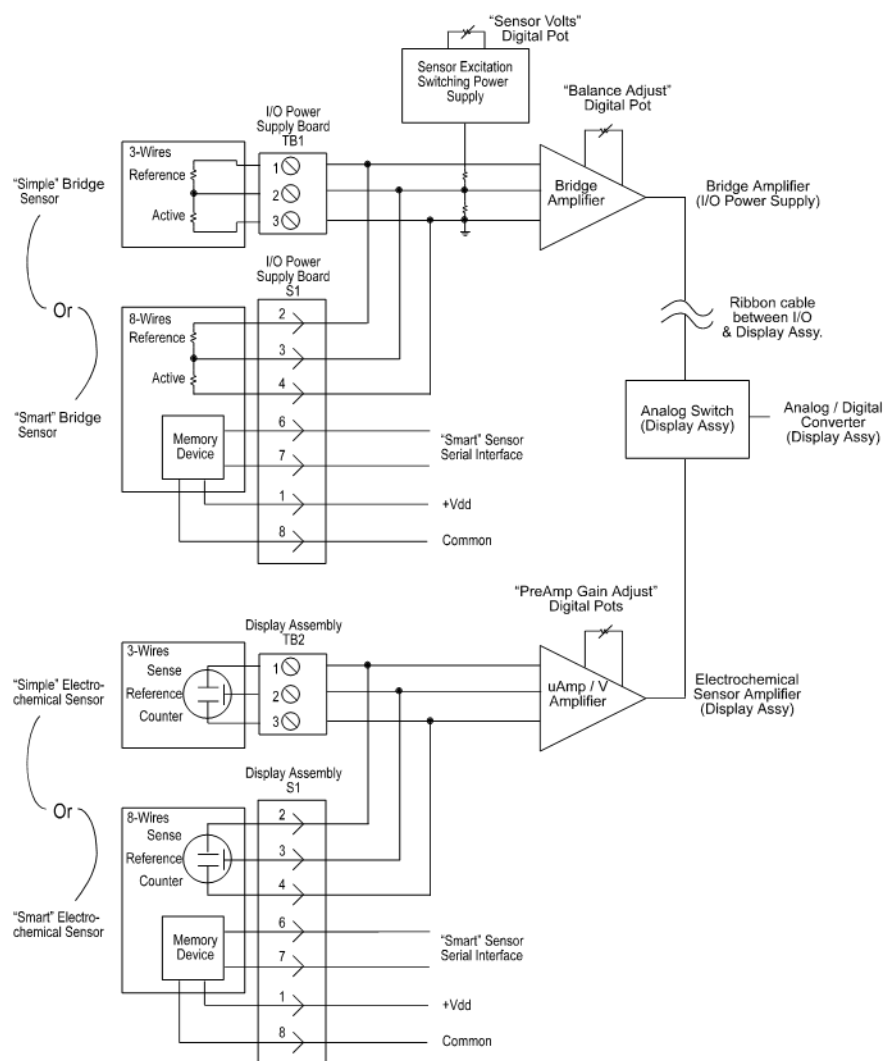 “Sensor Volts”
Digital Pot
Sensor Excitation
Switching Power
Supply
“Balance Adjust”
Digital Pot
I/O Power
Supply Board
TB1
3-Wires
Reference
Active
1
2
3
“Simple” Bridge
Sensor
Bridge
Amplifier
Bridge Amplifier
(I/O Power Supply)
I/O Power
Supply Board
S1
Or
8-Wires
Reference
Active
2
3
4
6
7
1
8
Memory
Device
“Smart” Bridge
Sensor
“Smart” Sensor
Serial Interface
+Vdd
Common
Ribbon cable
between I/O
& Display Assy.
Analog Switch
(Display Assy)
Analog / Digital
Converter
(Display Assy)
“PreAmp Gain Adjust”
Digital Pots
Display Assembly
TB2
3-Wires
Sense
Reference
Counter
1
2
3
“Simple” Electro-
chemical Sensor
uAmp / V
Amplifier
Electrochemical
Sensor Amplifier
(Display Assy)
Display Assembly
S1
Or
8-Wires
Sense
Reference
Counter
2
3
4
6
7
1
8
Memory
Device
“Smart” Electro-
chemical Sensor
“Smart” Sensor
Serial Interface
+Vdd
Common